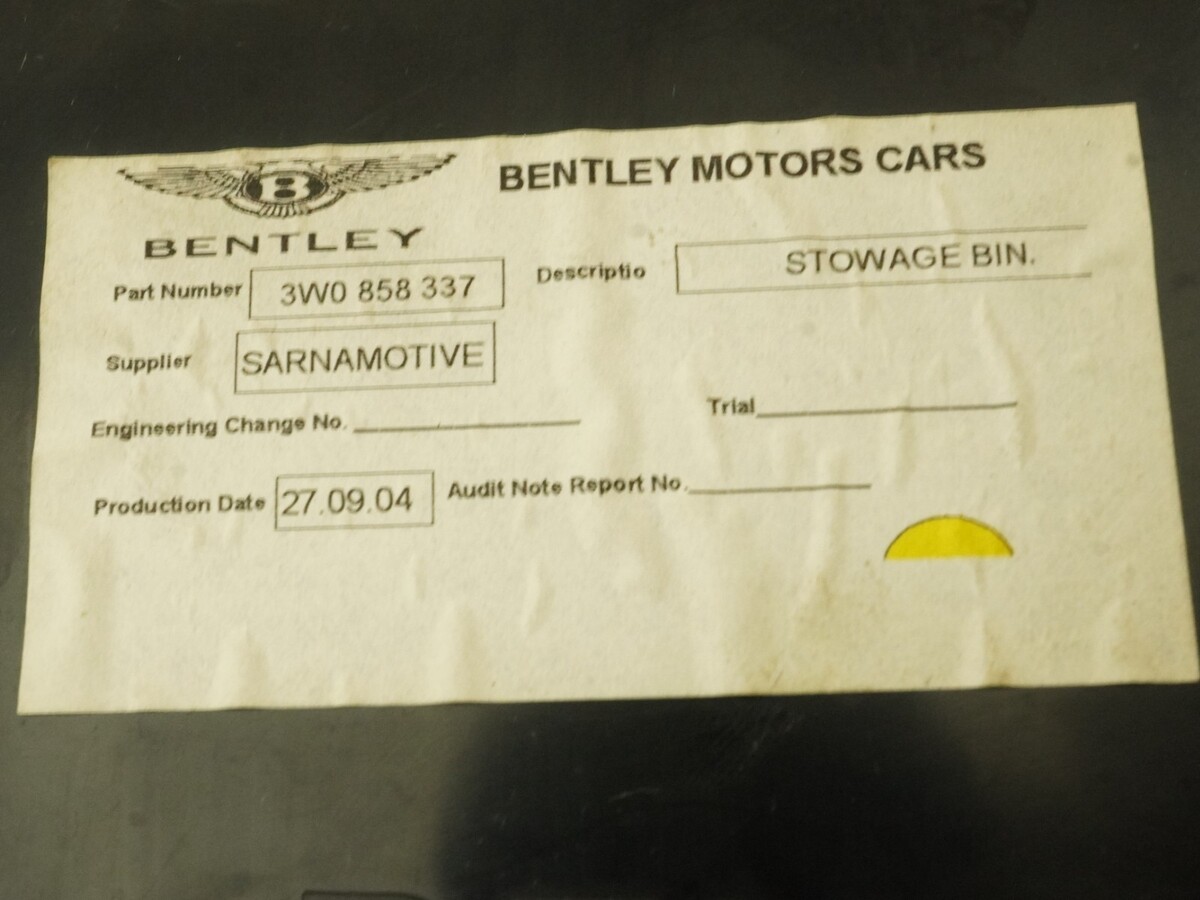 BENTLEY MOTORS CARS
B
BENTLEY
Part Number 3W0 858 337 Descriptio STOWAGE BIN.
Supplier SARNAMOTIVE
Engineering Change No. Trial
Production Date 27.09.04 Audit Note Report No.